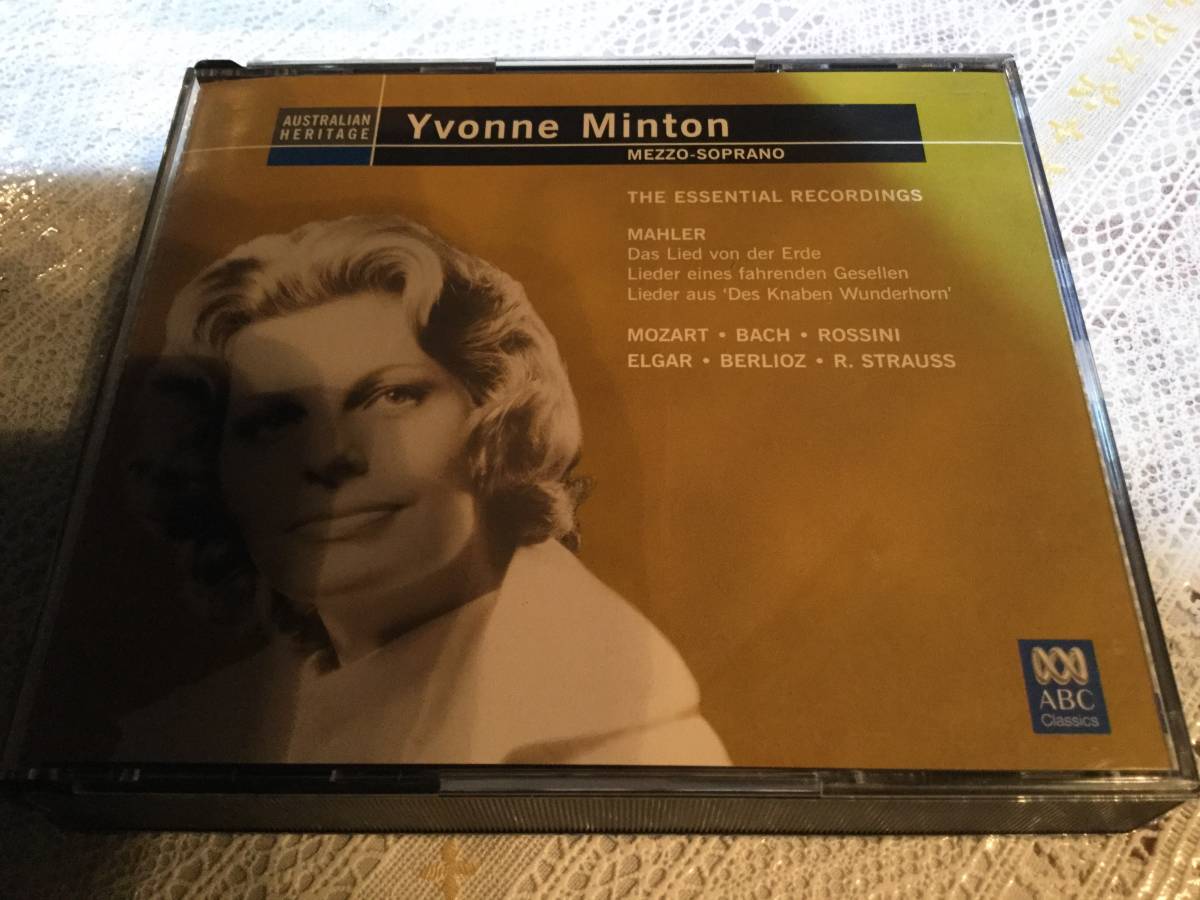 AUSTRALIAN
HERITAGE
Yvonne Minton
MEZZO-SOPRANO
THE ESSENTIAL RECORDINGS
MAHLER
Das Lied von der Erde
Lieder eines fahrenden Gesellen
Lieder aus 'Des Knaben Wunderhorn'
MOZART • BACH • ROSSINI
ELGAR • BERLIOZ • R. STRAUSS
ABC
Classics